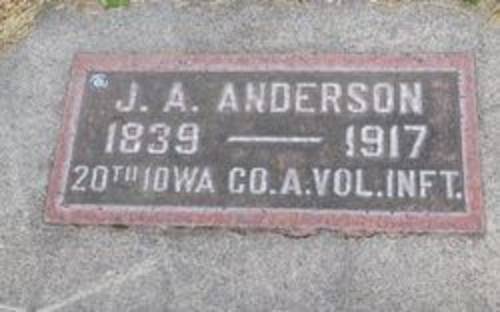 J. A. ANDERSON
1839 — 1917
20TH IOWA CO.A.VOL.INFT.